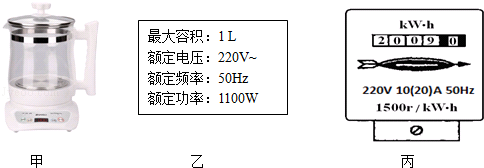 最大容积：1 L
额定电压：220V~
额定频率：50Hz
额定功率：1100W
kW·h
2 0 0 9 0
220V 10(20)A 50Hz
1500r / kW·h
甲
乙
丙